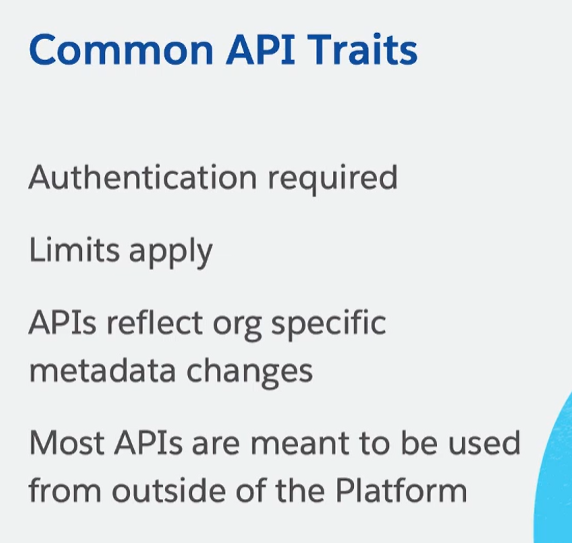 Common API Traits
Authentication required
Limits apply
APIs reflect org specific
metadata changes
Most APIs are meant to be used
from outside of the Platform